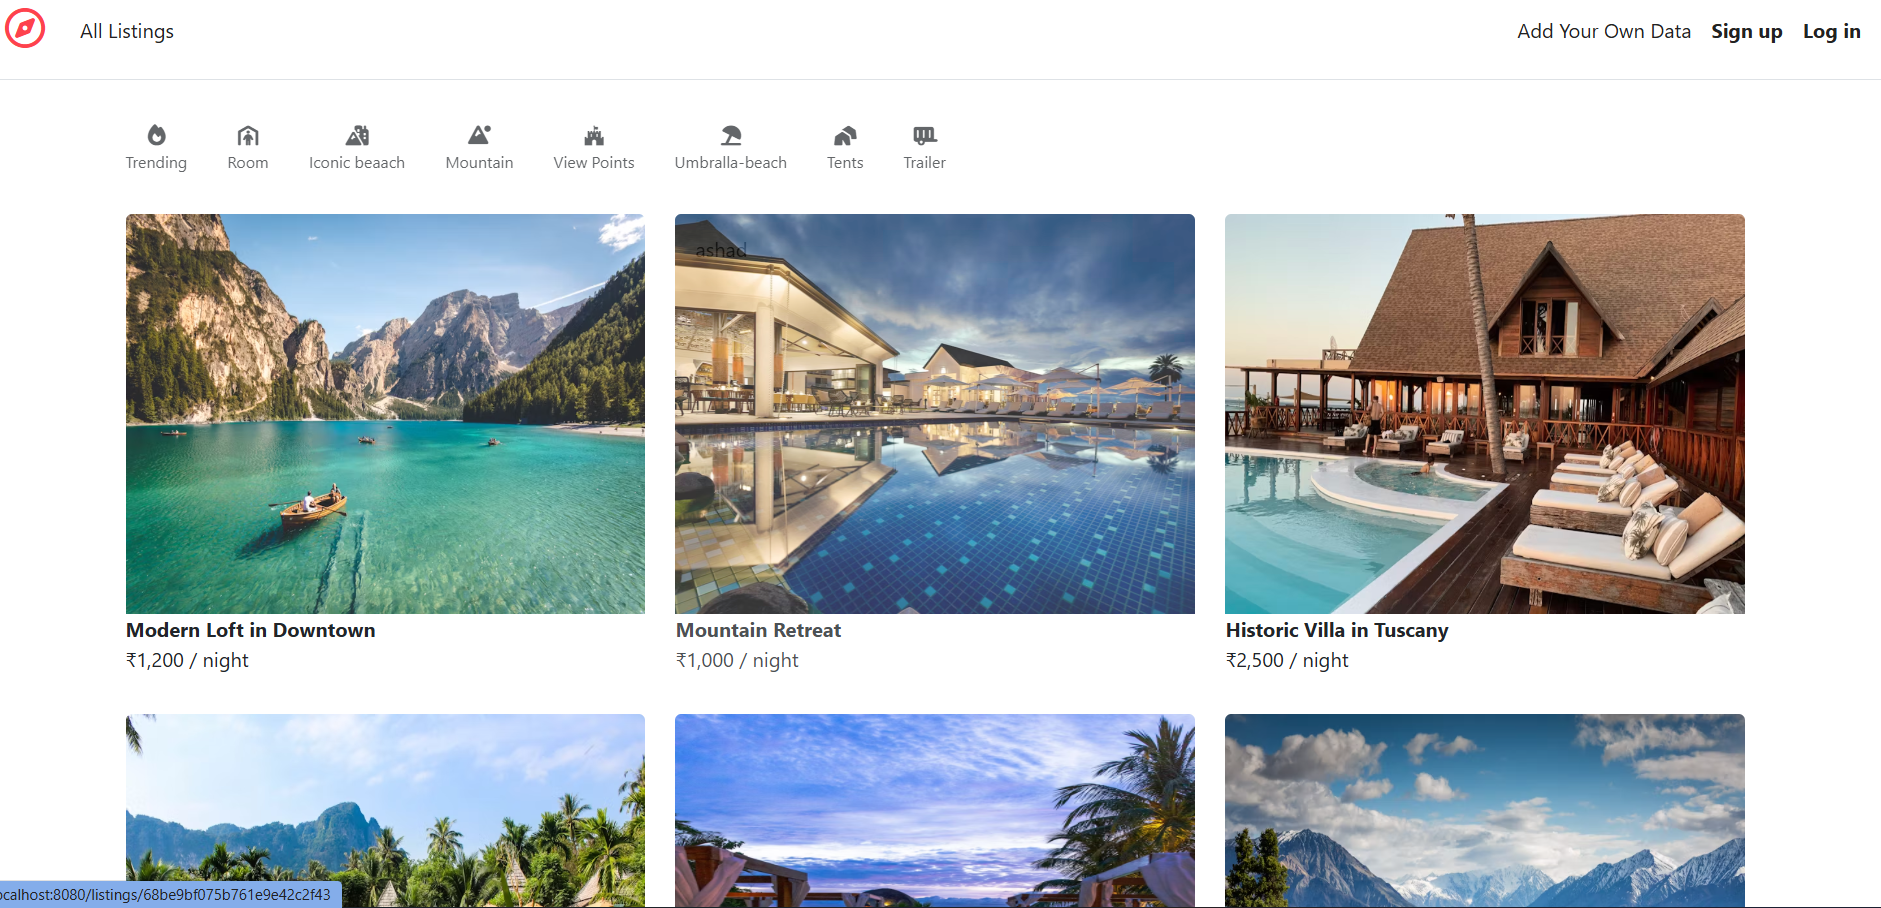 All Listings
Add Your Own Data Sign up Log in
Trending Room Iconic beaach Mountain View Points Umbralla-beach Tents Trailer
ashad
Modern Loft in Downtown
₹1,200 / night
Mountain Retreat
₹1,000 / night
Historic Villa in Tuscany
₹2,500 / night
ocalhost:8080/listings/68be9bf075b761e9e42c2f43